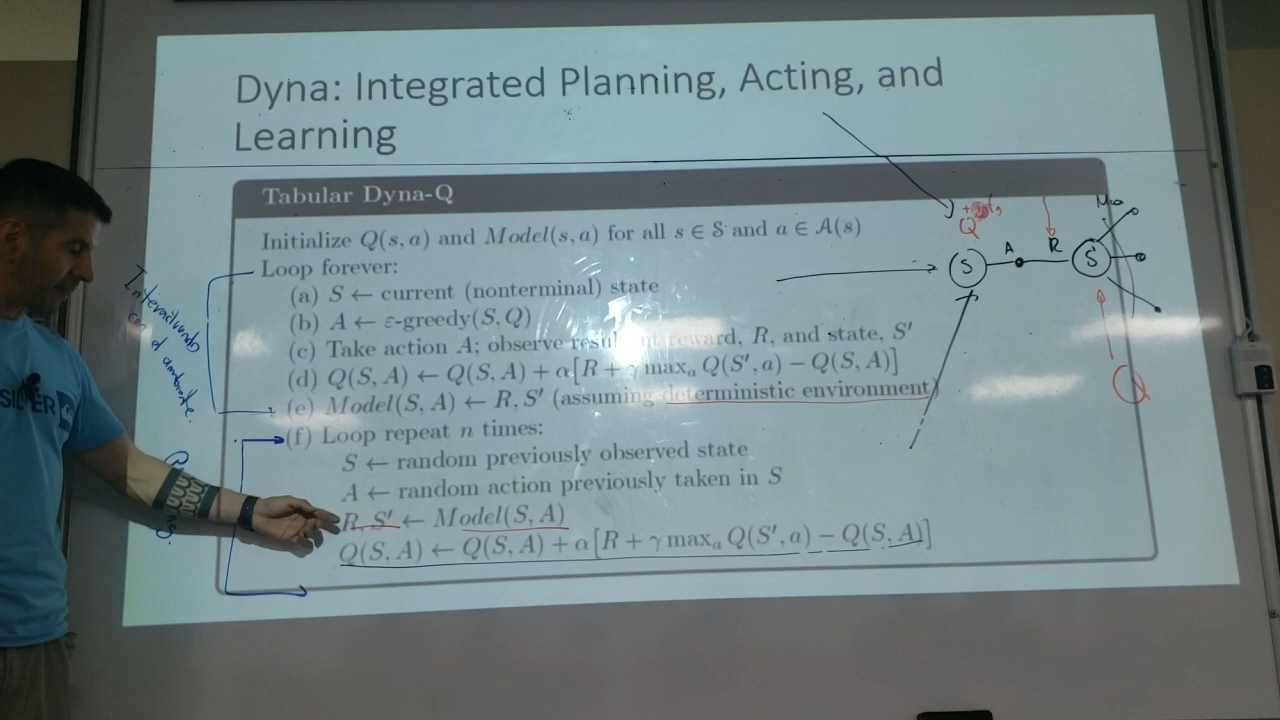 Dyna: Integrated Planning, Acting, and
Learning
Tabular Dyna-Q
Initialize Q(s, a) and Model(s, a) for all s ∈ S and a ∈ A(s)
Loop forever:
(a) S ← current (nonterminal) state
(b) A ← ε-greedy(S, Q)
(c) Take action A; observe resultant reward, R, and state, S′
(d) Q(S, A) ← Q(S, A) + α[R + γ maxₐ Q(S′, a) − Q(S, A)]
(e) Model(S, A) ← R, S′ (assuming deterministic environment)
(f) Loop repeat n times:
S ← random previously observed state
A ← random action previously taken in S
R, S′ ← Model(S, A)
Q(S, A) ← Q(S, A) + α[R + γ maxₐ Q(S′, a) − Q(S, A)]
Interactuando
ambiente.
Q
S
A
R
S'
Q